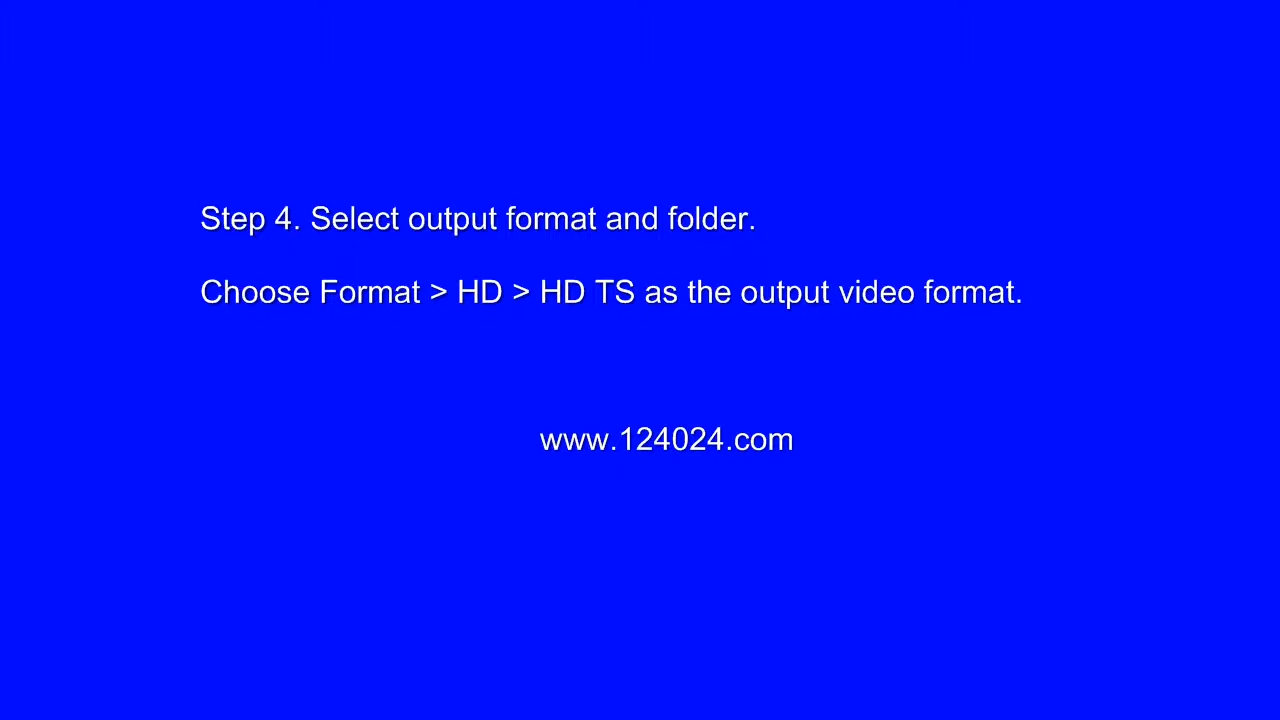 Step 4. Select output format and folder.
Choose Format > HD > HD TS as the output video format.
www.124024.com